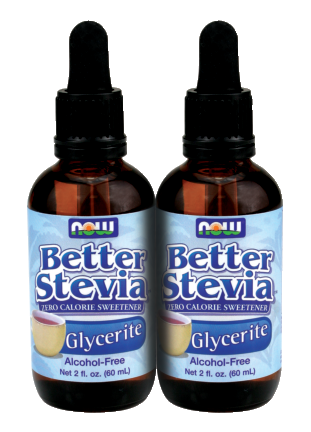 NOW
Better
Stevia
ZERO CALORIE SWEETENER
Glycerite
Alcohol-Free
Net 2 fl. oz. (60 mL)
NOW
Better
Stevia
ZERO CALORIE SWEETENER
Glycerite
Alcohol-Free
Net 2 fl. oz. (60 mL)